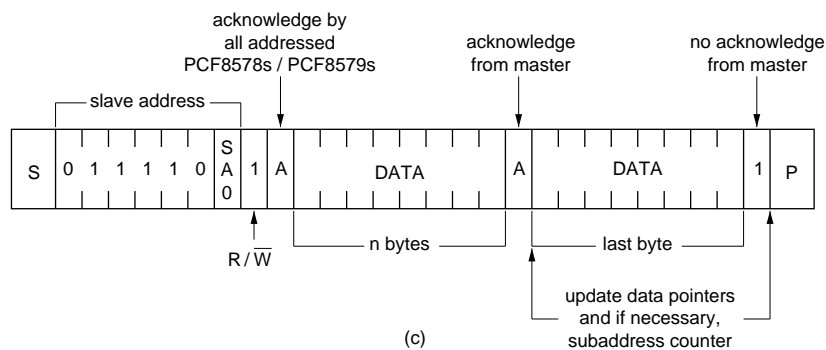 acknowledge by
all addressed
PCF8578s / PCF8579s
acknowledge
from master
no acknowledge
from master
slave address
S 0 1 1 1 1 0 SA0 1 A DATA A DATA 1 P
R / W̅
n bytes
last byte
update data pointers
and if necessary,
subaddress counter
(c)